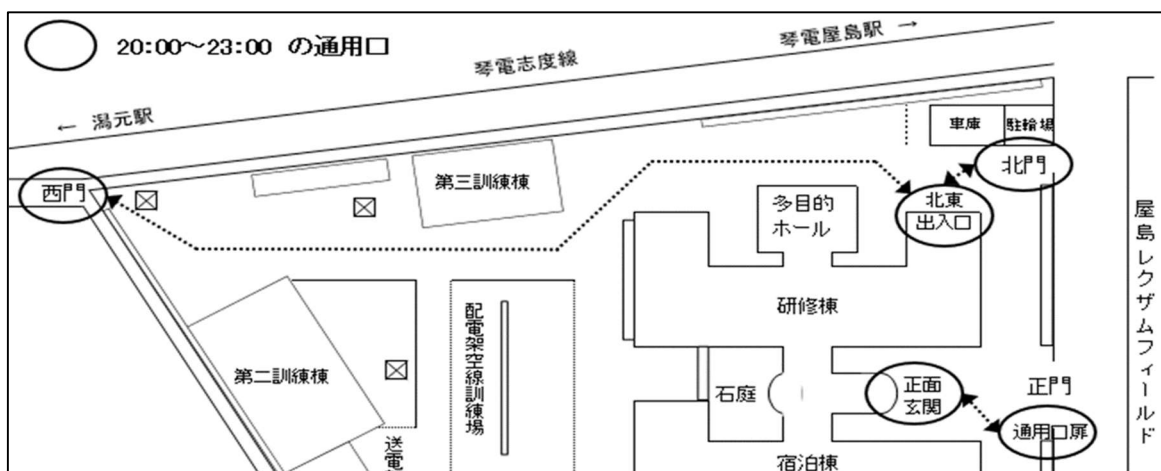 20:00～23:00 の通用口
琴電屋島駅 →
琴電志度線
← 潟元駅
車庫
駐輪場
西門
第三訓練棟
北門
北東
出入口
多目的
ホール
屋島レクザムフィールド
研修棟
配電架空線訓練場
第二訓練棟
石庭
正面
玄関
正門
通用口扉
送電
宿泊棟